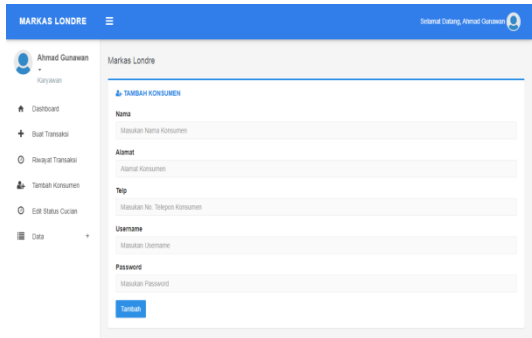 MARKAS LONDRE
Selamat Datang, Ahmad Gunawan
Ahmad Gunawan
-
Karyawan
Dashboard
Buat Transaksi
Riwayat Transaksi
Tambah Konsumen
Edit Status Cucian
Data +
Markas Londre
TAMBAH KONSUMEN
Nama
Masukan Nama Konsumen
Alamat
Alamat Konsumen
Telp
Masukan No. Telepon Konsumen
Username
Masukan Username
Password
Masukan Password
Tambah